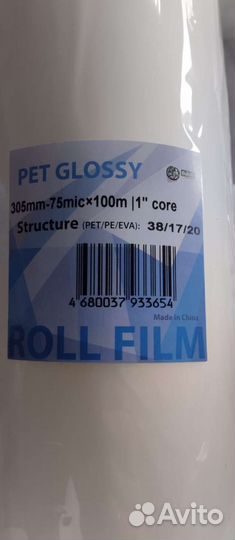 PET GLOSSY
305mm-75mic×100m |1" core
Structure (PET/PE/EVA): 38/17/20
4 680037 933654
Made in China
ROLL FILM
Avito